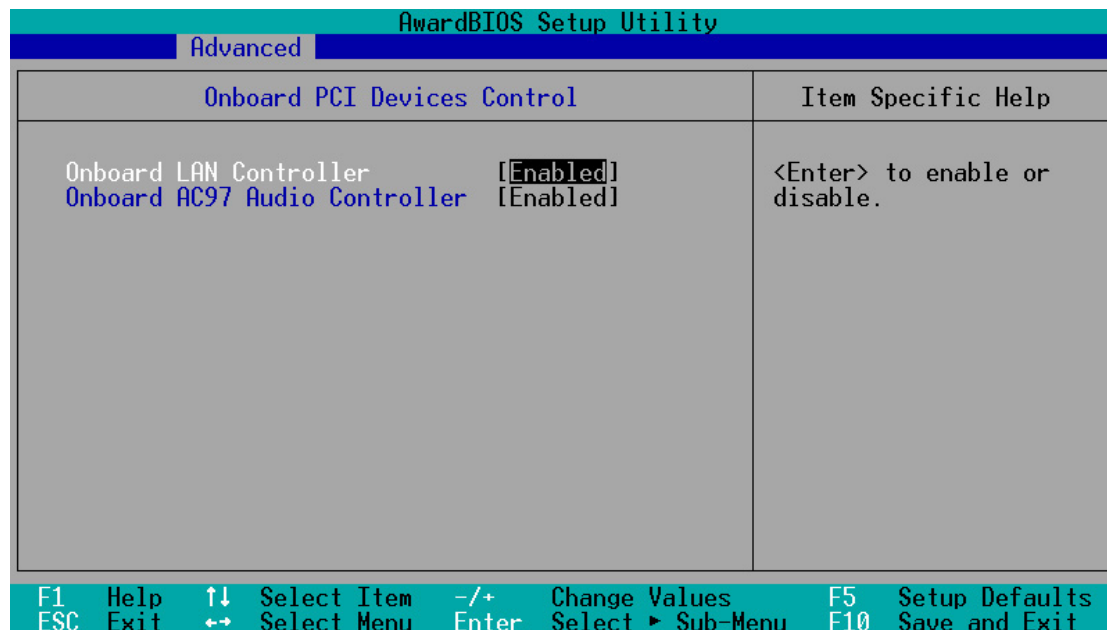 AwardBIOS Setup Utility
Advanced
Onboard PCI Devices Control
Item Specific Help
Onboard LAN Controller [Enabled]
Onboard AC97 Audio Controller [Enabled]
<Enter> to enable or
disable.
F1 Help ↑↓ Select Item -/+ Change Values F5 Setup Defaults
ESC Exit ←→ Select Menu Enter Select ► Sub-Menu F10 Save and Exit